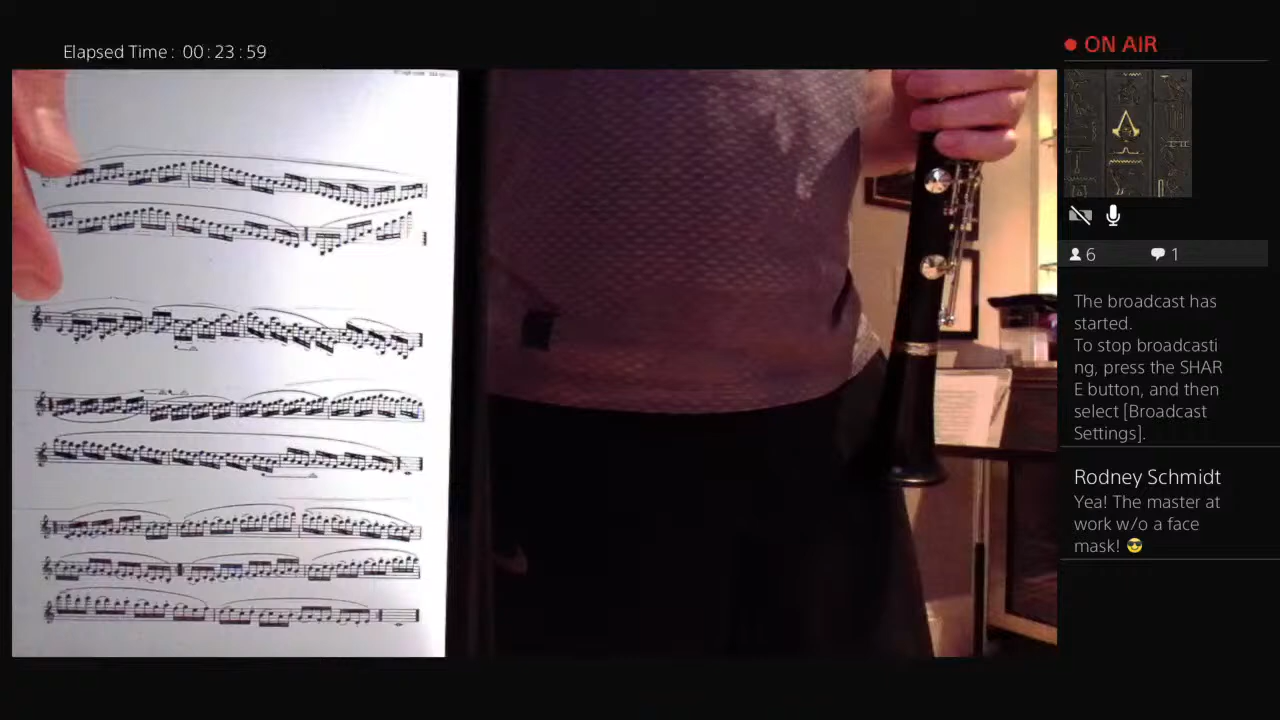 Elapsed Time: 00:23:59
ON AIR
6
1
The broadcast has
started.
To stop broadcasti
ng, press the SHAR
E button, and then
select [Broadcast
Settings].
Rodney Schmidt
Yea! The master at
work w/o a face
mask! 😎